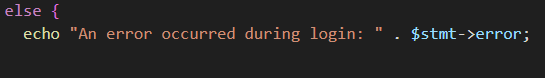 else {
echo "An error occurred during login: " . $stmt->error;